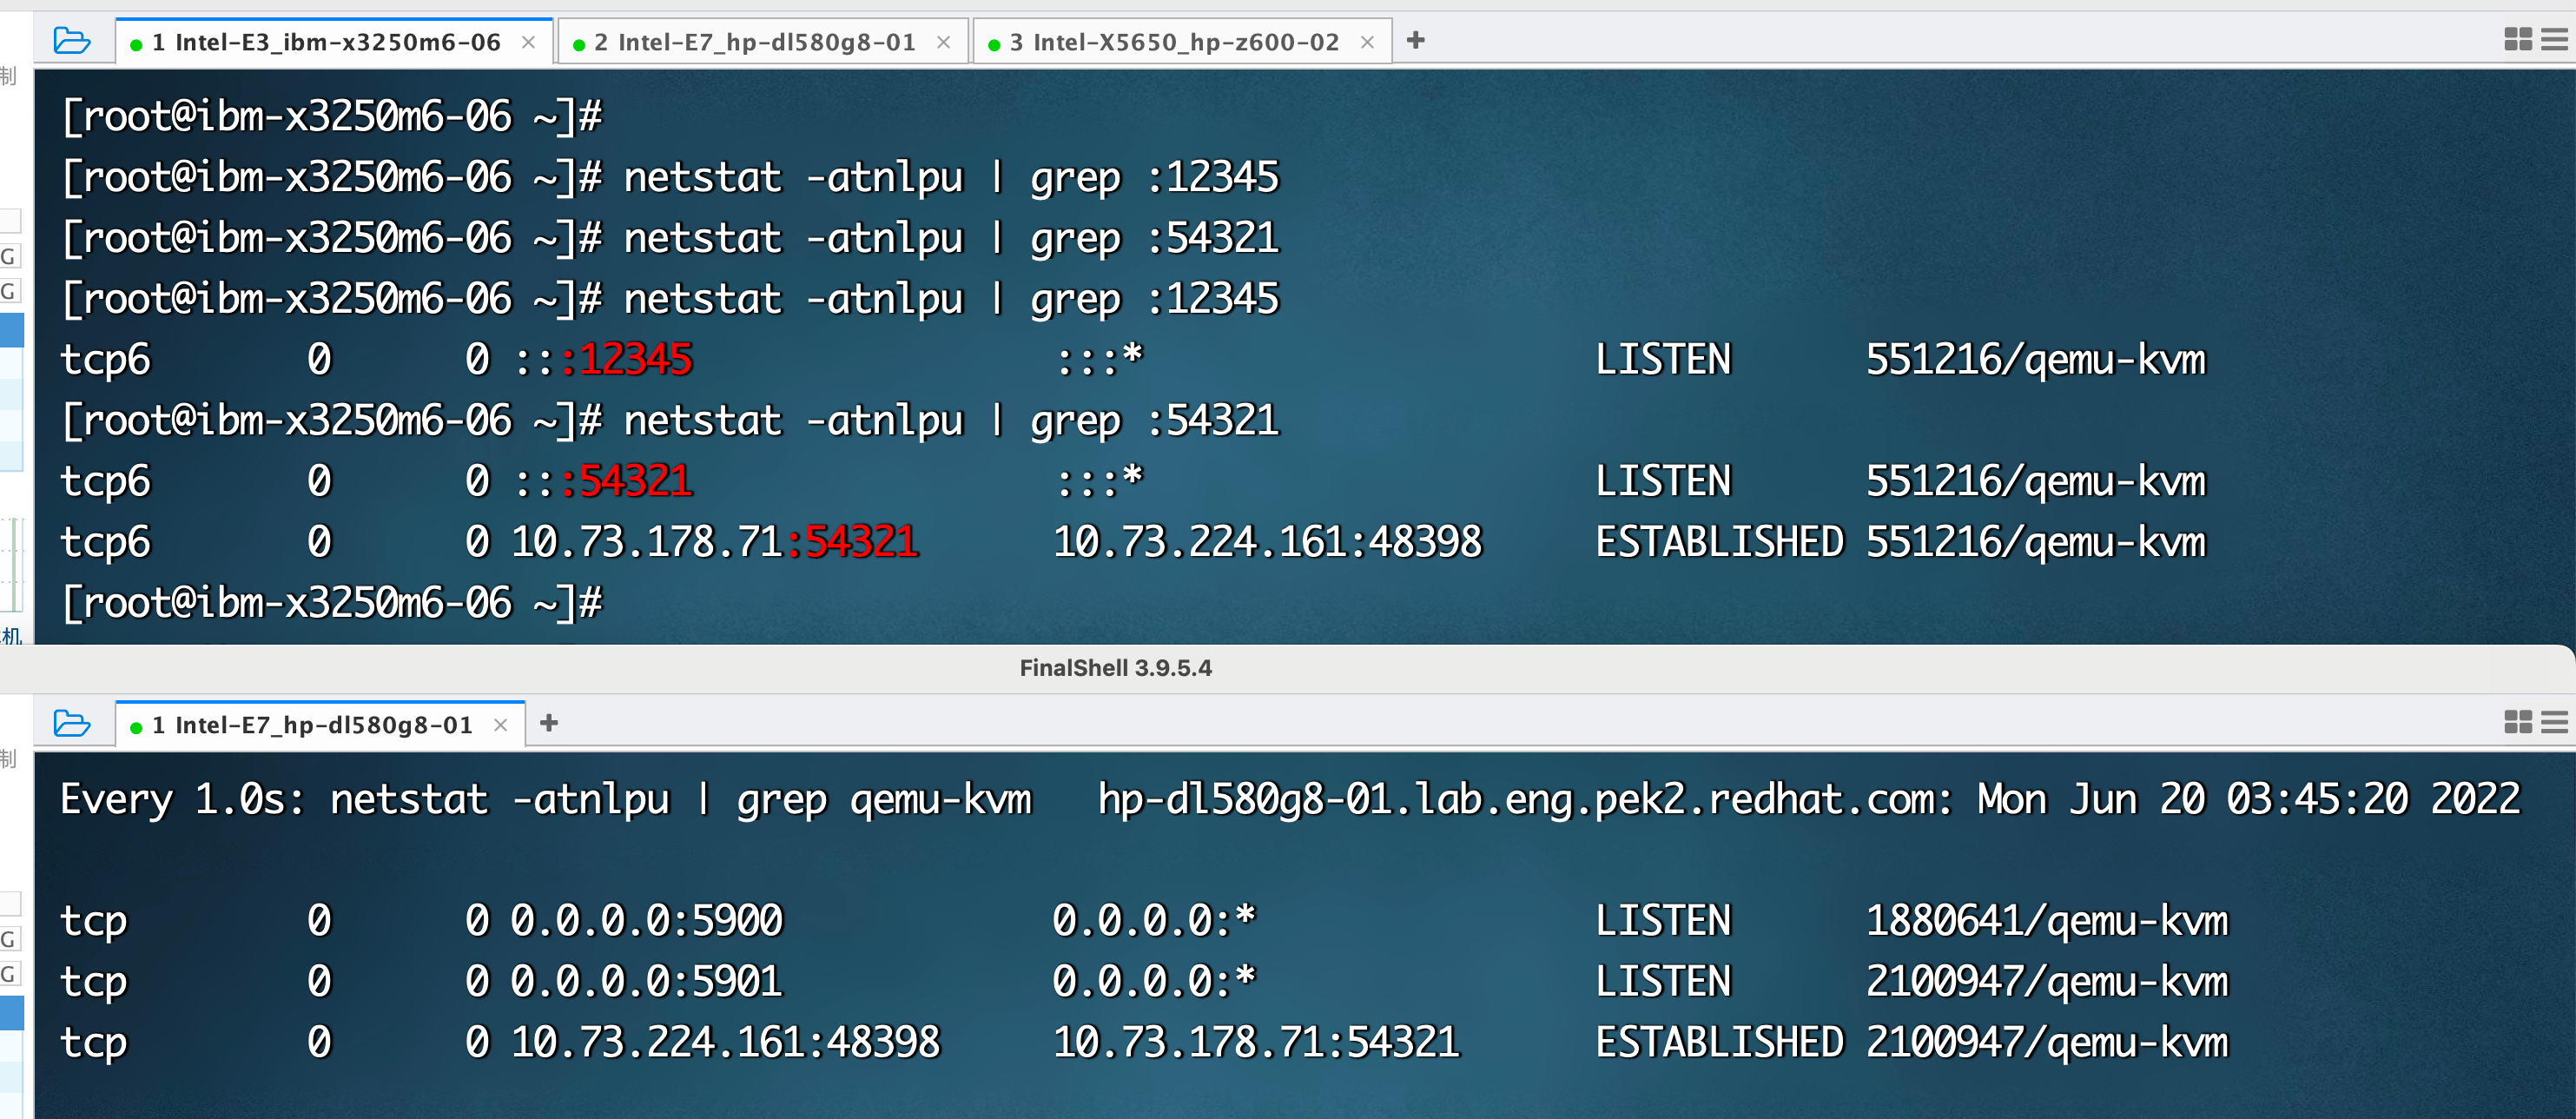 1 Intel-E3_ibm-x3250m6-06 × 2 Intel-E7_hp-dl580g8-01 × 3 Intel-X5650_hp-z600-02 × +
制
[root@ibm-x3250m6-06 ~]#
[root@ibm-x3250m6-06 ~]# netstat -atnlpu | grep :12345
[root@ibm-x3250m6-06 ~]# netstat -atnlpu | grep :54321
G
[root@ibm-x3250m6-06 ~]# netstat -atnlpu | grep :12345
G
tcp6 0 0 :::12345 :::* LISTEN 551216/qemu-kvm
[root@ibm-x3250m6-06 ~]# netstat -atnlpu | grep :54321
tcp6 0 0 :::54321 :::* LISTEN 551216/qemu-kvm
tcp6 0 0 10.73.178.71:54321 10.73.224.161:48398 ESTABLISHED 551216/qemu-kvm
[root@ibm-x3250m6-06 ~]#
机
FinalShell 3.9.5.4
1 Intel-E7_hp-dl580g8-01 × +
制
Every 1.0s: netstat -atnlpu | grep qemu-kvm hp-dl580g8-01.lab.eng.pek2.redhat.com: Mon Jun 20 03:45:20 2022
tcp 0 0 0.0.0.0:5900 0.0.0.0:* LISTEN 1880641/qemu-kvm
G
tcp 0 0 0.0.0.0:5901 0.0.0.0:* LISTEN 2100947/qemu-kvm
G
tcp 0 0 10.73.224.161:48398 10.73.178.71:54321 ESTABLISHED 2100947/qemu-kvm